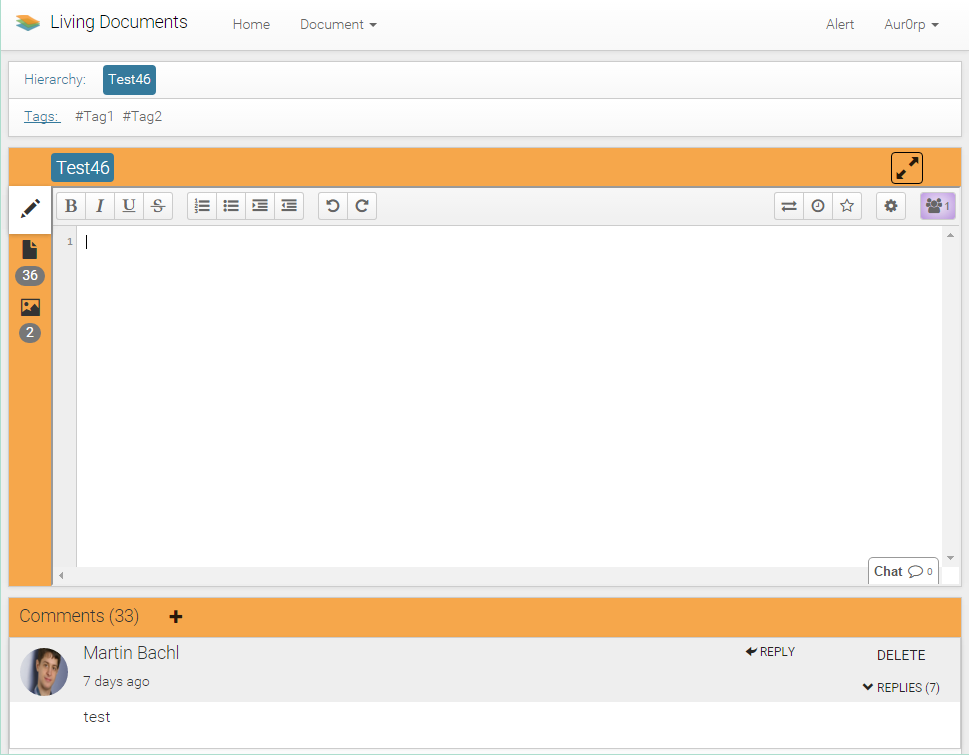 Living Documents Home Document Alert Aur0rp
Hierarchy: Test46
Tags: #Tag1 #Tag2
Test46
B I U S 1
1
36
2
Chat 0
Comments (33)
Martin Bachl REPLY DELETE
7 days ago REPLIES (7)
test